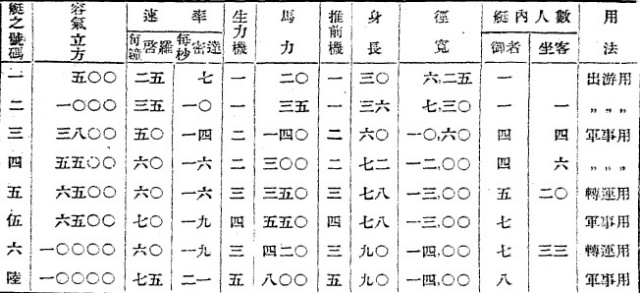 艇之號碼 容氣立方 速率 每鐘啓羅 每秒密達 生力機 馬力 推前機 身長 徑寬 艇內人數 御者 坐客 用法
一 五〇〇 二五 七 一 二〇 一 三〇 六,二五 一 出游用
二 一〇〇〇 三五 一〇 一 三五 一 三六 七,三〇 一 一 〃〃〃
三 三八〇〇 五〇 一四 二 一四〇 二 六〇 一〇,六〇 四 四 軍事用
四 五五〇〇 六〇 一六 二 三〇〇 二 七二 一二,〇〇 四 六 〃〃〃
五 六五〇〇 六〇 一六 三 三五〇 三 七八 一三,〇〇 五 二〇 轉運用
伍 六五〇〇 七〇 一九 四 五五〇 四 七八 一三,〇〇 七 軍事用
六 一〇〇〇〇 六〇 一九 三 四二〇 三 九〇 一四,〇〇 七 三三 轉運用
陸 一〇〇〇〇 七五 二一 五 八〇〇 五 九〇 一四,〇〇 八 軍事用